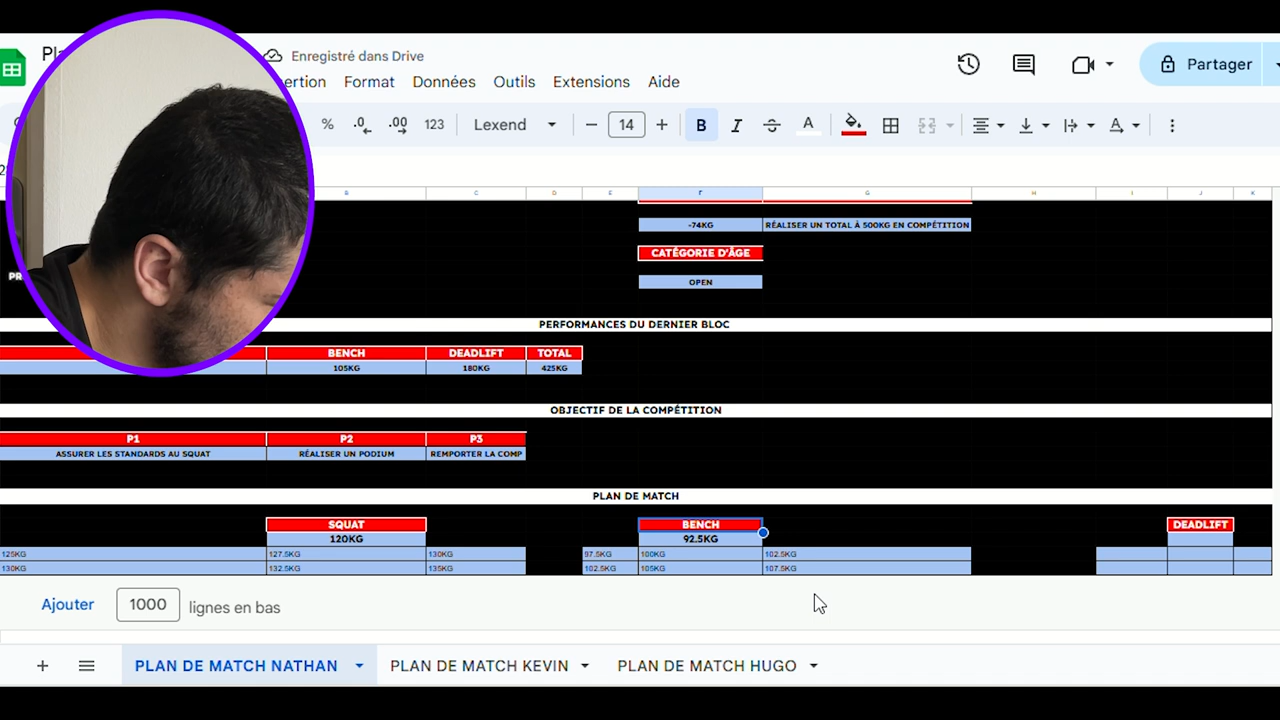 Pl
Enregistré dans Drive
ertion Format Données Outils Extensions Aide
Partager
% .0 .00 123 Lexend 14 B I A
B C D E F G H I J K
-74KG RÉALISER UN TOTAL À 500KG EN COMPÉTITION
CATÉGORIE D'ÂGE
PR
OPEN
PERFORMANCES DU DERNIER BLOC
BENCH DEADLIFT TOTAL
105KG 180KG 425KG
OBJECTIF DE LA COMPÉTITION
P1 P2 P3
ASSURER LES STANDARDS AU SQUAT RÉALISER UN PODIUM REMPORTER LA COMP
PLAN DE MATCH
SQUAT BENCH DEADLIFT
120KG 92.5KG
125KG 127.5KG 130KG 97.5KG 100KG 102.5KG
130KG 132.5KG 135KG 102.5KG 105KG 107.5KG
Ajouter 1000 lignes en bas
PLAN DE MATCH NATHAN PLAN DE MATCH KEVIN PLAN DE MATCH HUGO